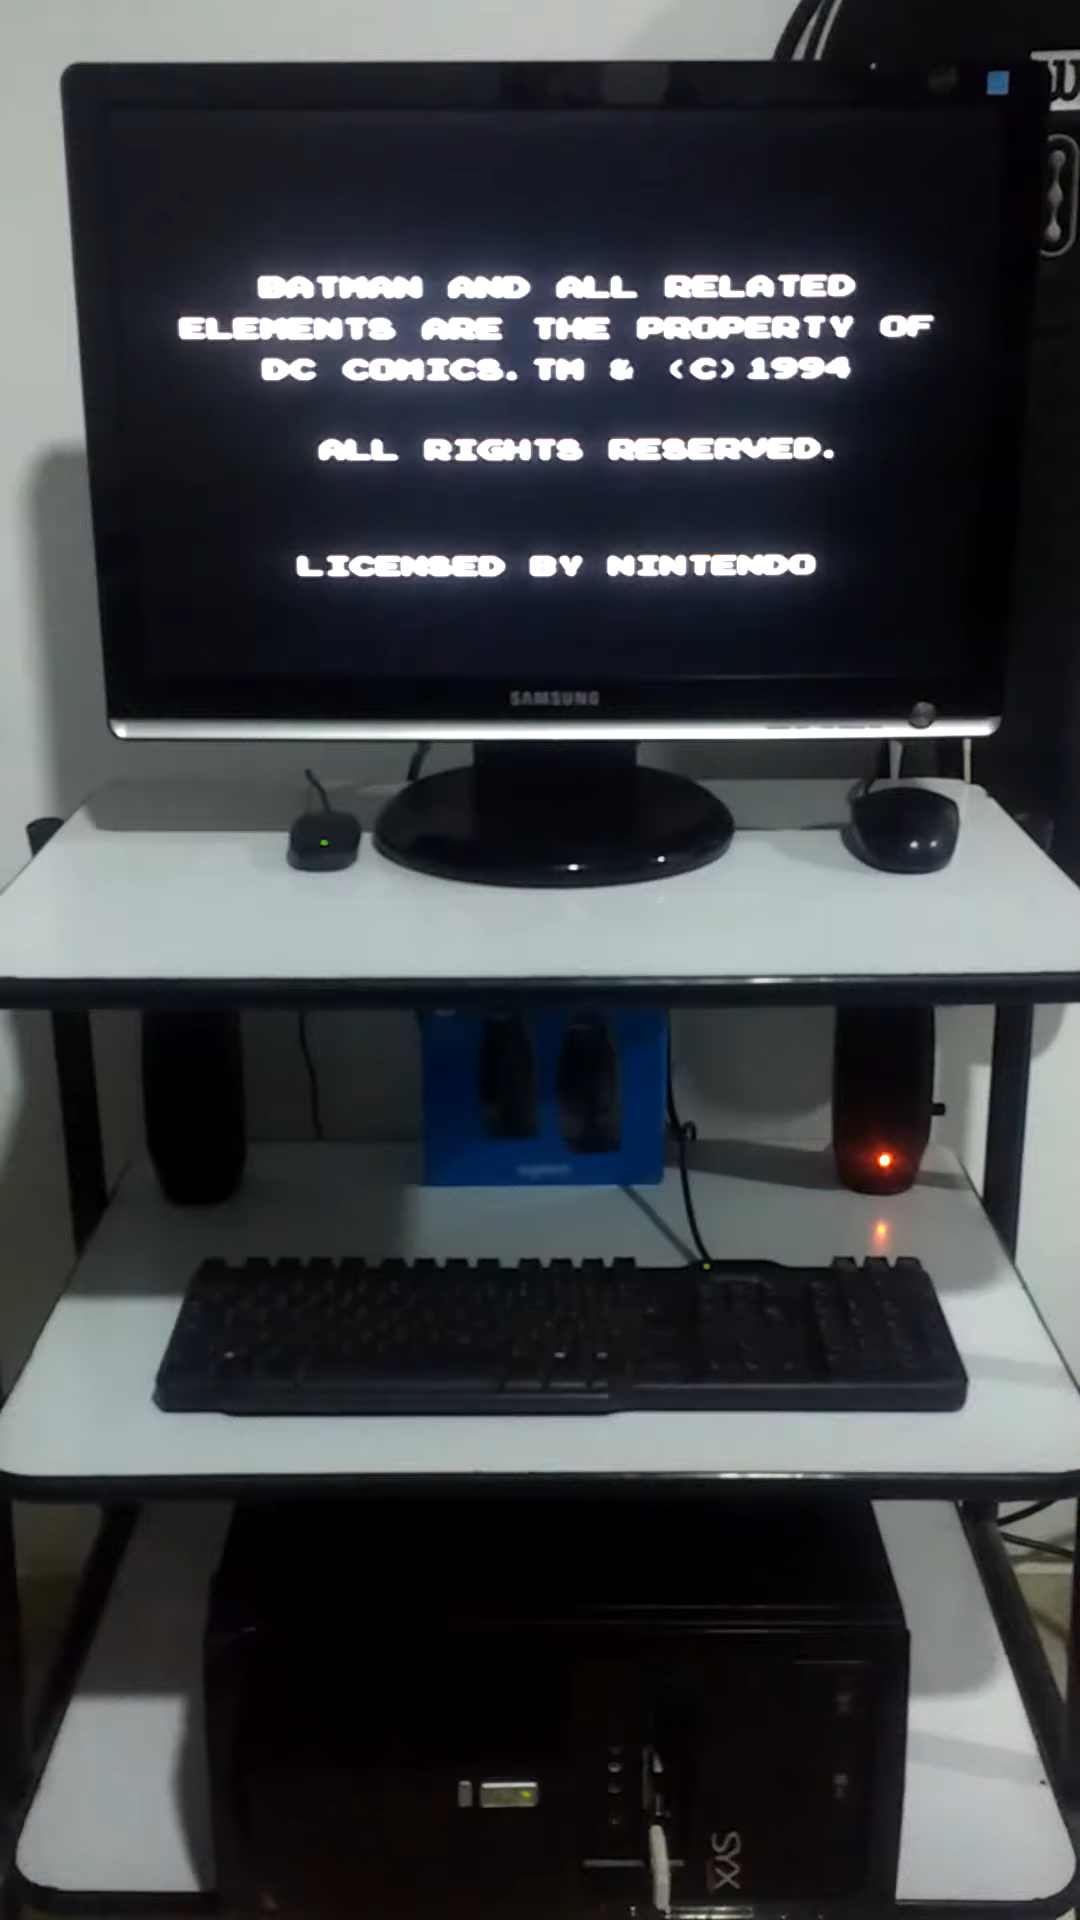 BATMAN AND ALL RELATED
ELEMENTS ARE THE PROPERTY OF
DC COMICS. TM & (C) 1994
ALL RIGHTS RESERVED.
LICENSED BY NINTENDO
SAMSUNG
SYX